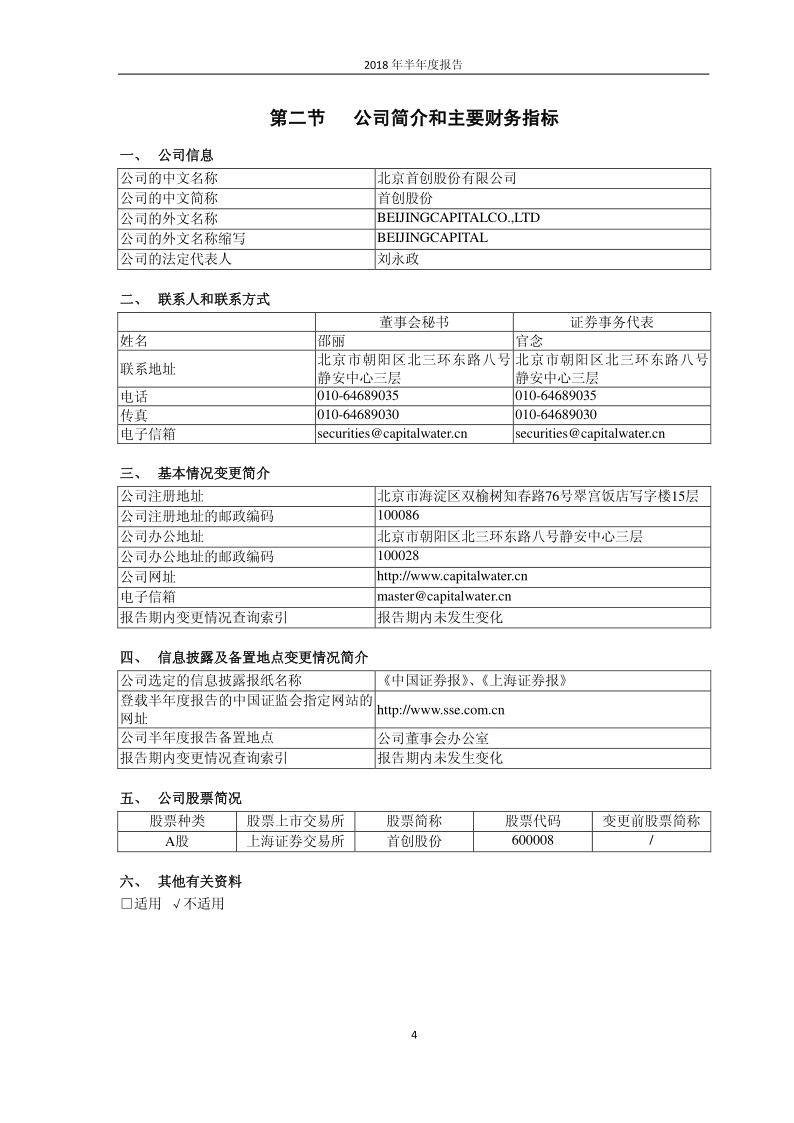 2018 年半年度报告
第二节 公司简介和主要财务指标
一、 公司信息
公司的中文名称 北京首创股份有限公司
公司的中文简称 首创股份
公司的外文名称 BEIJINGCAPITALCO.,LTD
公司的外文名称缩写 BEIJINGCAPITAL
公司的法定代表人 刘永政
二、 联系人和联系方式
董事会秘书 证券事务代表
姓名 邵丽 官念
联系地址 北京市朝阳区北三环东路八号静安中心三层 北京市朝阳区北三环东路八号静安中心三层
电话 010-64689035 010-64689035
传真 010-64689030 010-64689030
电子信箱 securities@capitalwater.cn securities@capitalwater.cn
三、 基本情况变更简介
公司注册地址 北京市海淀区双榆树知春路76号翠宫饭店写字楼15层
公司注册地址的邮政编码 100086
公司办公地址 北京市朝阳区北三环东路八号静安中心三层
公司办公地址的邮政编码 100028
公司网址 http://www.capitalwater.cn
电子信箱 master@capitalwater.cn
报告期内变更情况查询索引 报告期内未发生变化
四、 信息披露及备置地点变更情况简介
公司选定的信息披露报纸名称 《中国证券报》、《上海证券报》
登载半年度报告的中国证监会指定网站的网址 http://www.sse.com.cn
公司半年度报告备置地点 公司董事会办公室
报告期内变更情况查询索引 报告期内未发生变化
五、 公司股票简况
股票种类 股票上市交易所 股票简称 股票代码 变更前股票简称
A股 上海证券交易所 首创股份 600008 /
六、 其他有关资料
□适用 √不适用
4